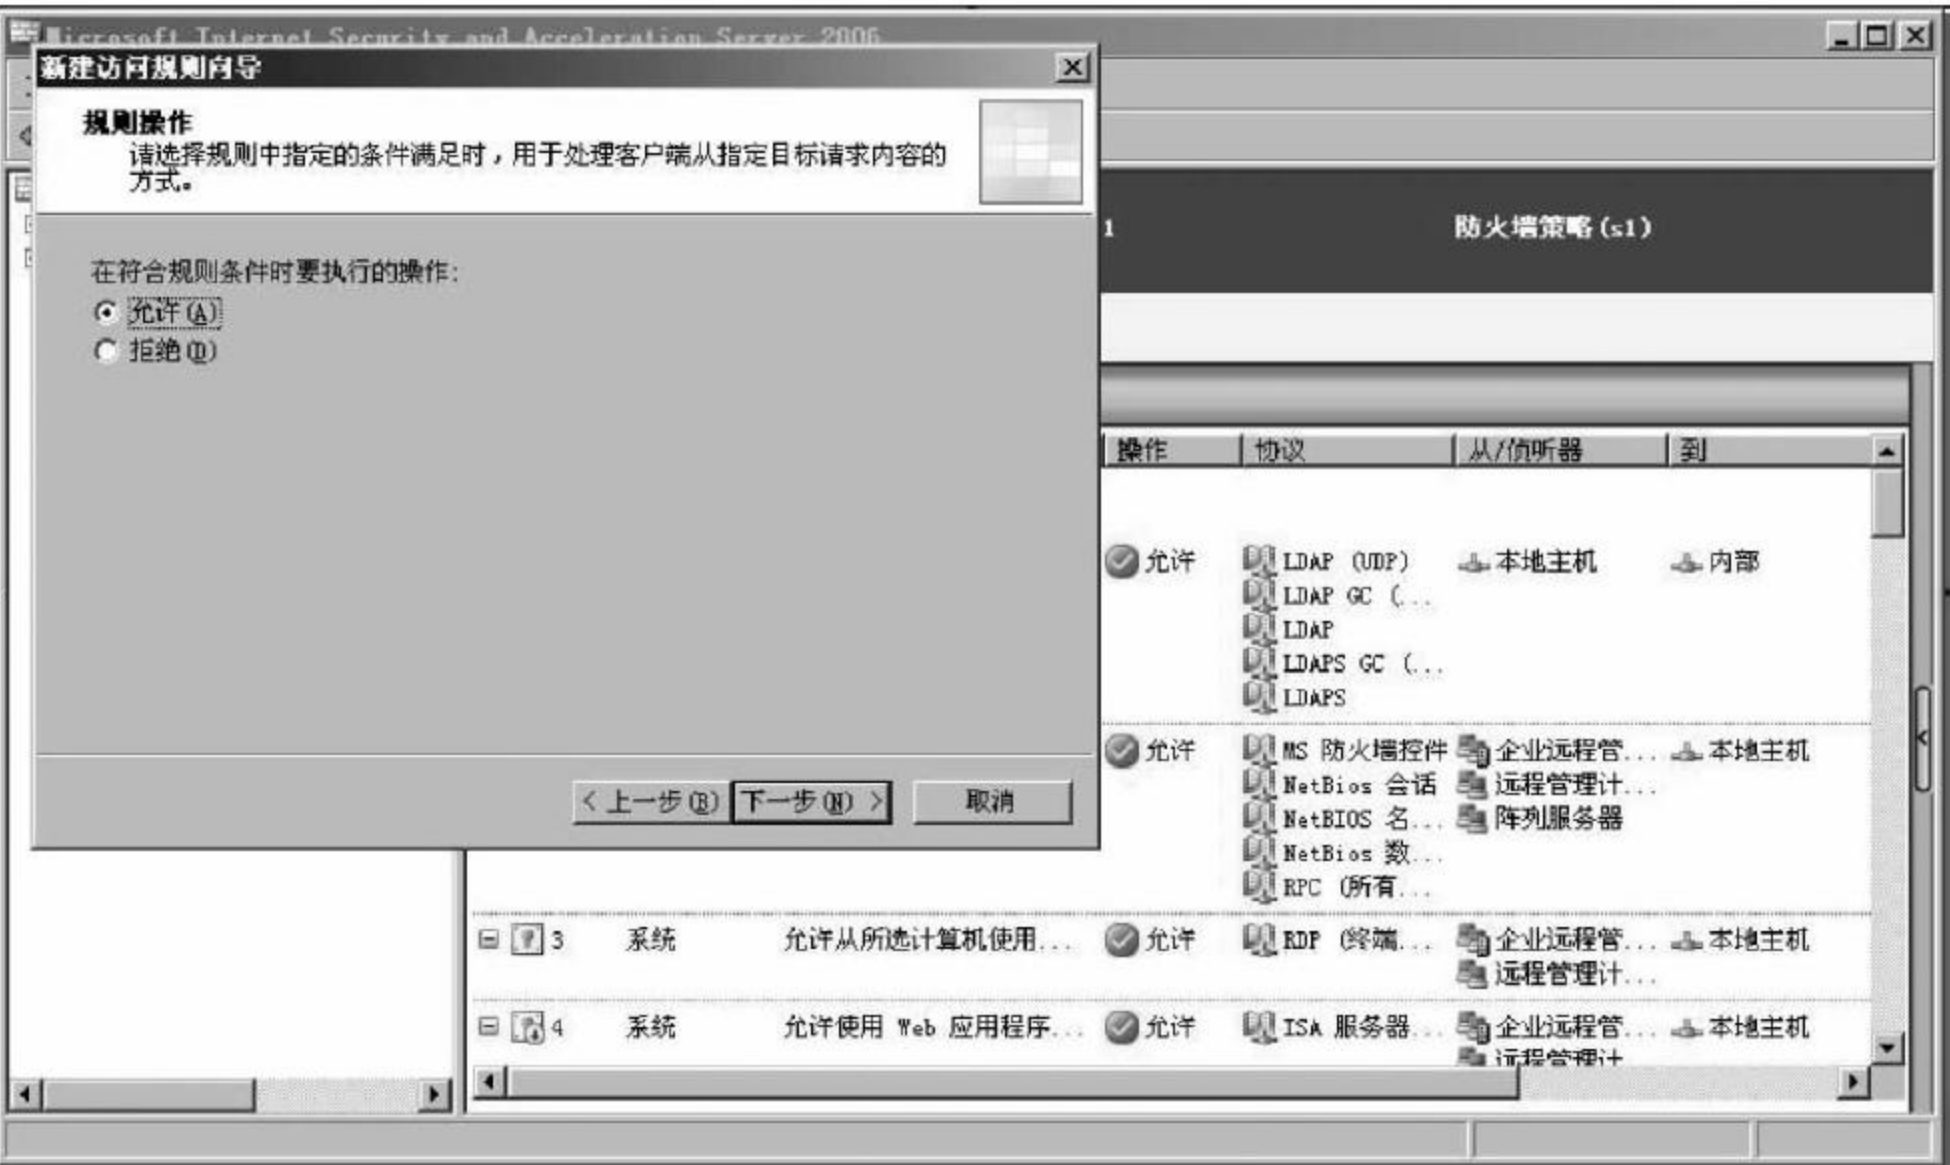 Microsoft Internet Security and Acceleration Server 2006
新建访问规则向导
规则操作
请选择规则中指定的条件满足时，用于处理客户端从指定目标请求内容的
方式。
在符合规则条件时要执行的操作:
允许(A)
拒绝(D)
< 上一步(B)
下一步(N) >
取消
1
防火墙策略(s1)
操作 协议 从/侦听器 到
允许 LDAP (UDP) 本地主机 内部
LDAP GC (...
LDAP
LDAPS GC (...
LDAPS
允许 MS 防火墙控件 企业远程管... 本地主机
NetBios 会话 远程管理计...
NetBIOS 名... 阵列服务器
NetBios 数...
RPC (所有...
3 系统 允许从所选计算机使用... 允许 RDP (终端... 企业远程管... 本地主机
远程管理计...
4 系统 允许使用 Web 应用程序... 允许 ISA 服务器... 企业远程管... 本地主机
远程管理计